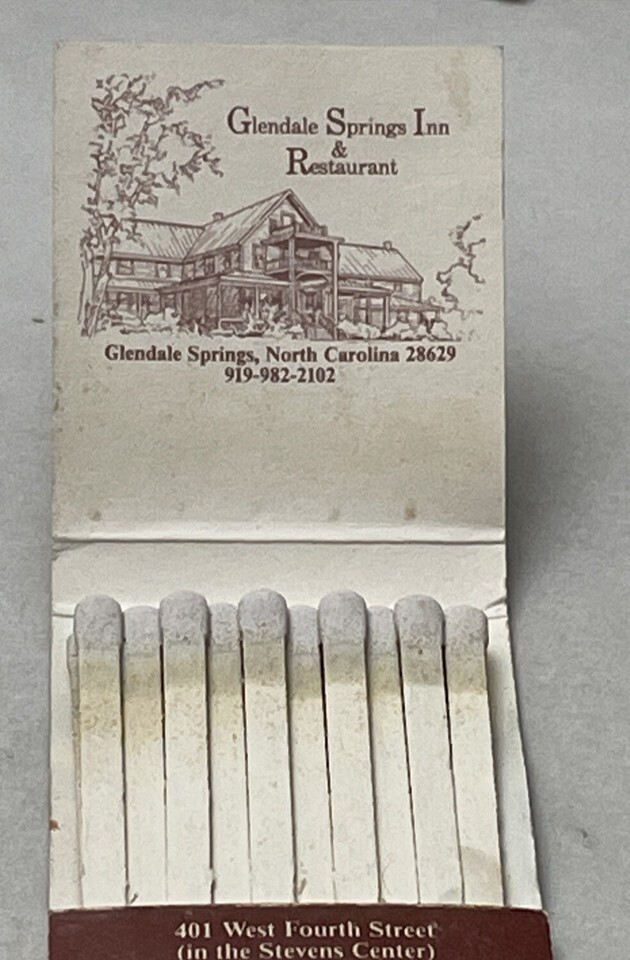 Glendale Springs Inn
&
Restaurant
Glendale Springs, North Carolina 28629
919-982-2102
401 West Fourth Street
(in the Stevens Center)